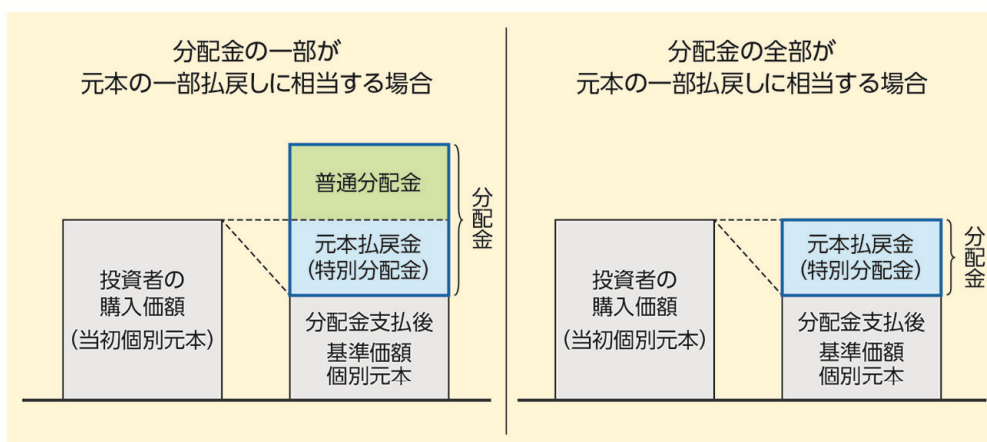 分配金の一部が
元本の一部払戻しに相当する場合
普通分配金
元本払戻金
(特別分配金)
分配金
投資者の
購入価額
(当初個別元本)
分配金支払後
基準価額
個別元本
分配金の全部が
元本の一部払戻しに相当する場合
元本払戻金
(特別分配金)
分配金
投資者の
購入価額
(当初個別元本)
分配金支払後
基準価額
個別元本